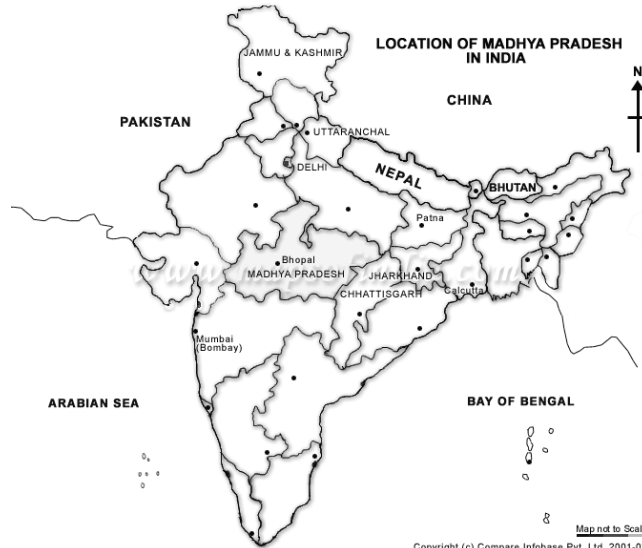 LOCATION OF MADHYA PRADESH
IN INDIA
JAMMU & KASHMIR
N
CHINA
PAKISTAN
UTTARANCHAL
DELHI
NEPAL
BHUTAN
Patna
Bhopal
MADHYA PRADESH
JHARKHAND
CHHATTISGARH
Calcutta
Mumbai
(Bombay)
ARABIAN SEA
BAY OF BENGAL
Map not to Scal
Copyright (c) Compare Infobase Pvt. Ltd. 2001-0